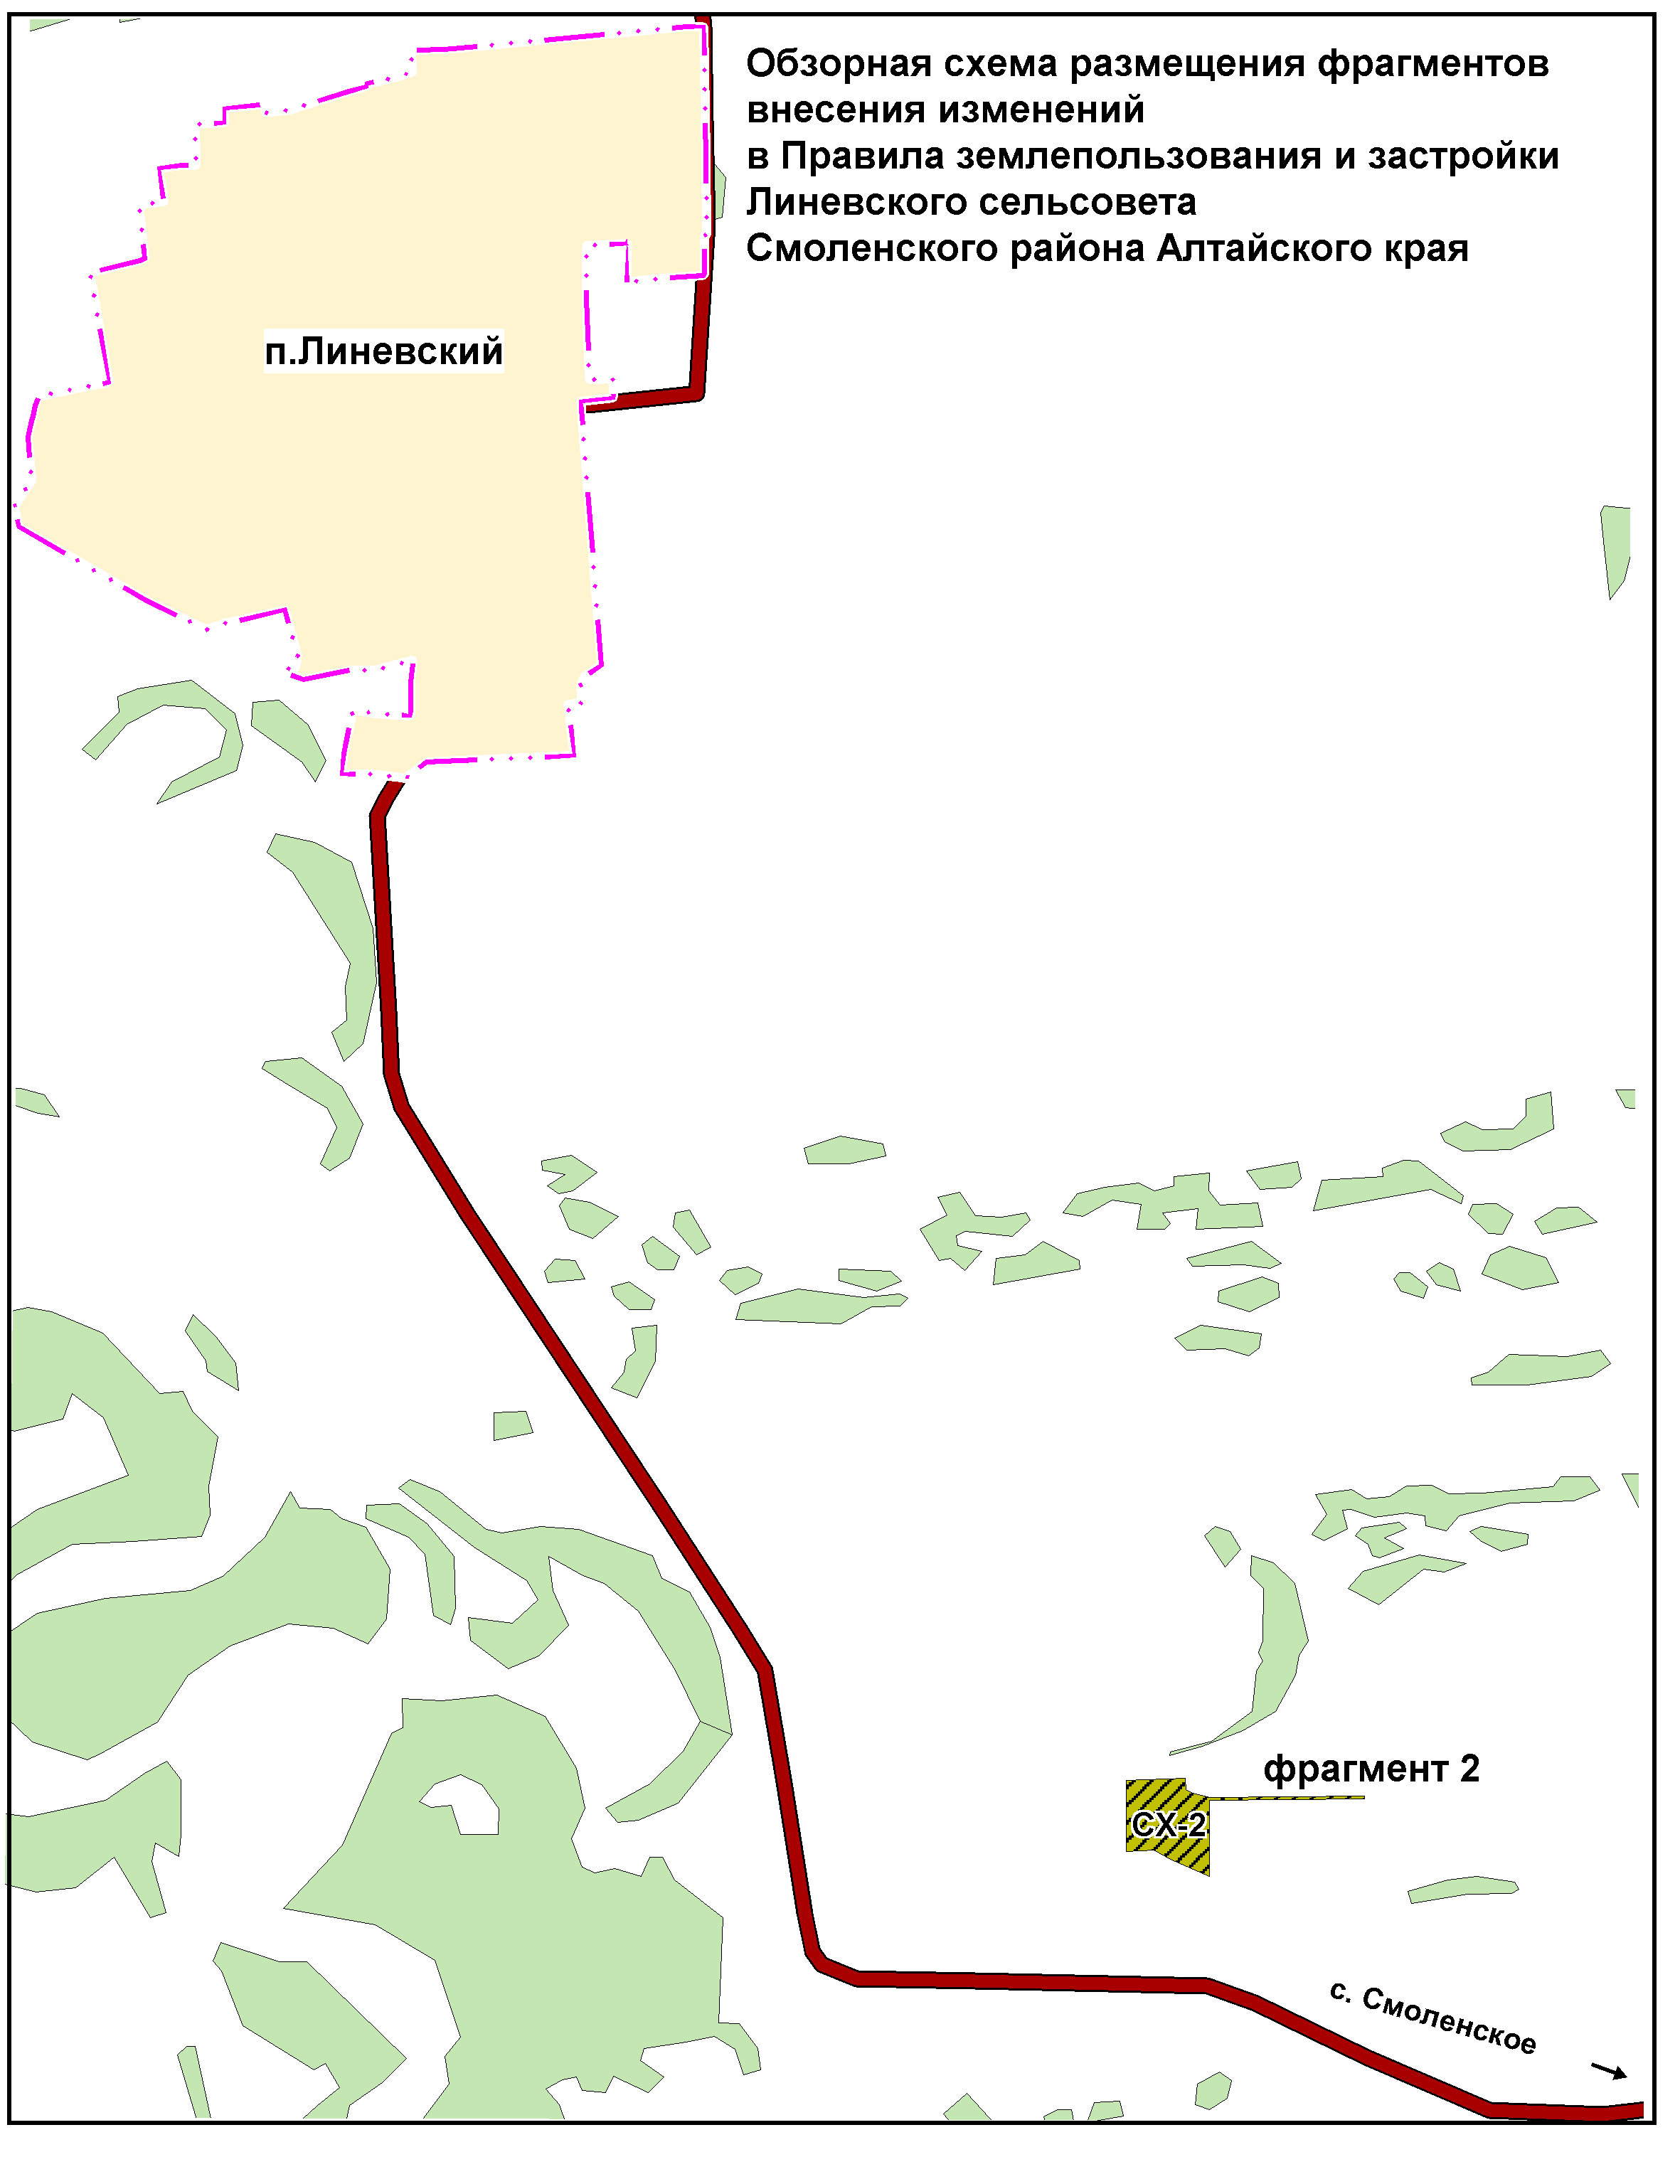 Обзорная схема размещения фрагментов
внесения изменений
в Правила землепользования и застройки
Линевского сельсовета
Смоленского района Алтайского края
п.Линевский
фрагмент 2
СХ-2
с. Смоленское